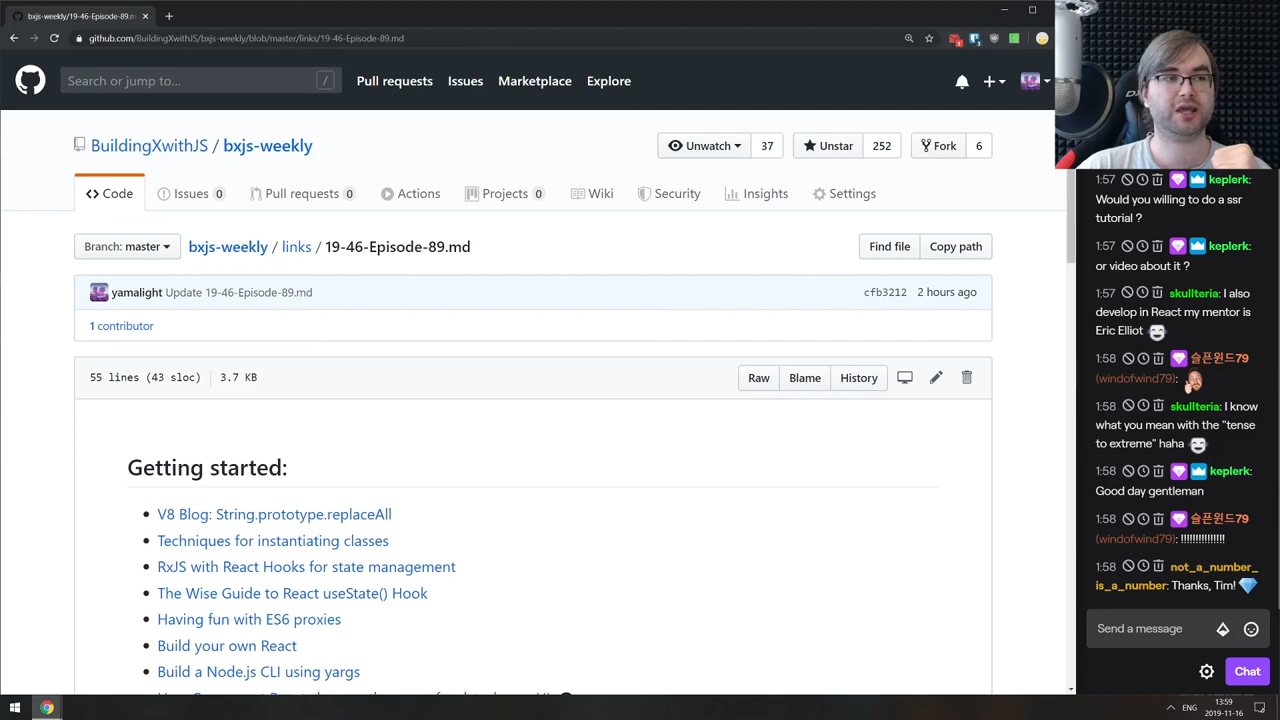 bxjs-weekly/19-46-Episode-89.md
github.com/BuildingXwithJS/bxjs-weekly/blob/master/links/19-46-Episode-89.md
Search or jump to...
/
Pull requests
Issues
Marketplace
Explore
BuildingXwithJS / bxjs-weekly
Unwatch 37
Unstar 252
Fork 6
Code
Issues 0
Pull requests 0
Actions
Projects 0
Wiki
Security
Insights
Settings
Branch: master
bxjs-weekly / links / 19-46-Episode-89.md
Find file
Copy path
yamalight Update 19-46-Episode-89.md
cfb3212 2 hours ago
1 contributor
55 lines (43 sloc) 3.7 KB
Raw
Blame
History
Getting started:
V8 Blog: String.prototype.replaceAll
Techniques for instantiating classes
RxJS with React Hooks for state management
The Wise Guide to React useState() Hook
Having fun with ES6 proxies
Build your own React
Build a Node.js CLI using yargs
1:57 keplerk:
Would you willing to do a ssr
tutorial ?
1:57 keplerk:
or video about it ?
1:57 skullteria: I also
develop in React my mentor is
Eric Elliot
1:58 슬픈윈드79
(windofwind79):
1:58 skullteria: I know
what you mean with the "tense
to extreme" haha
1:58 keplerk:
Good day gentleman
1:58 슬픈윈드79
(windofwind79): !!!!!!!!!!!!!!!
1:58 not_a_number_
is_a_number: Thanks, Tim!
Send a message
Chat
ENG
13:59
2019-11-16